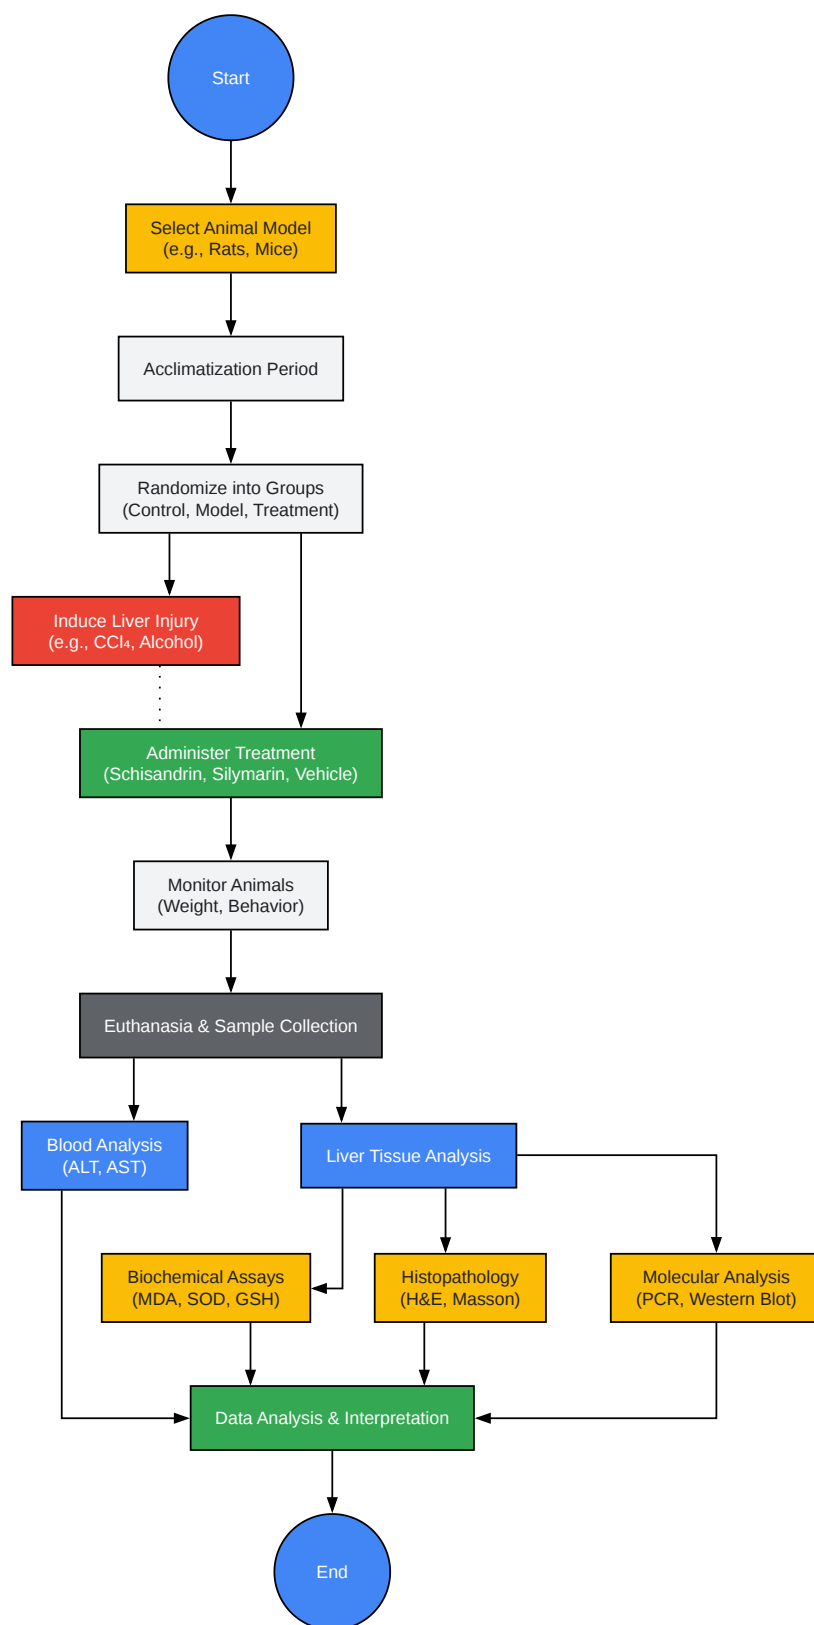 Start
Select Animal Model
(e.g., Rats, Mice)
Acclimatization Period
Randomize into Groups
(Control, Model, Treatment)
Induce Liver Injury
(e.g., CCl₄, Alcohol)
Administer Treatment
(Schisandrin, Silymarin, Vehicle)
Monitor Animals
(Weight, Behavior)
Euthanasia & Sample Collection
Blood Analysis
(ALT, AST)
Liver Tissue Analysis
Biochemical Assays
(MDA, SOD, GSH)
Histopathology
(H&E, Masson)
Molecular Analysis
(PCR, Western Blot)
Data Analysis & Interpretation
End